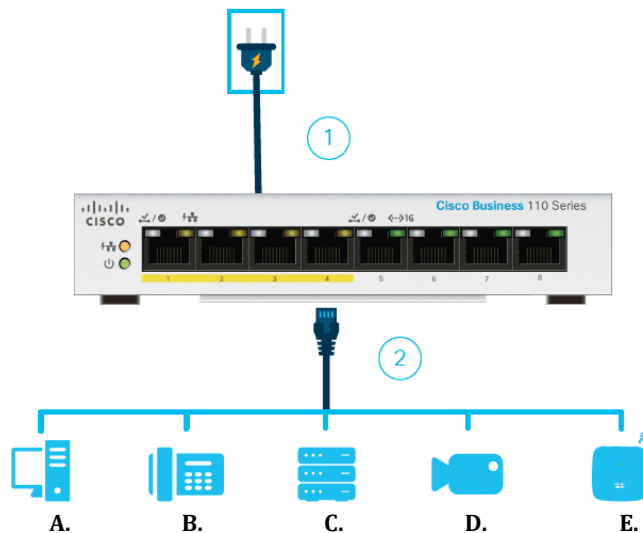 1
Cisco Business 110 Series
CISCO
1G
1 2 3 4 5 6 7 8
2
A. B. C. D. E.